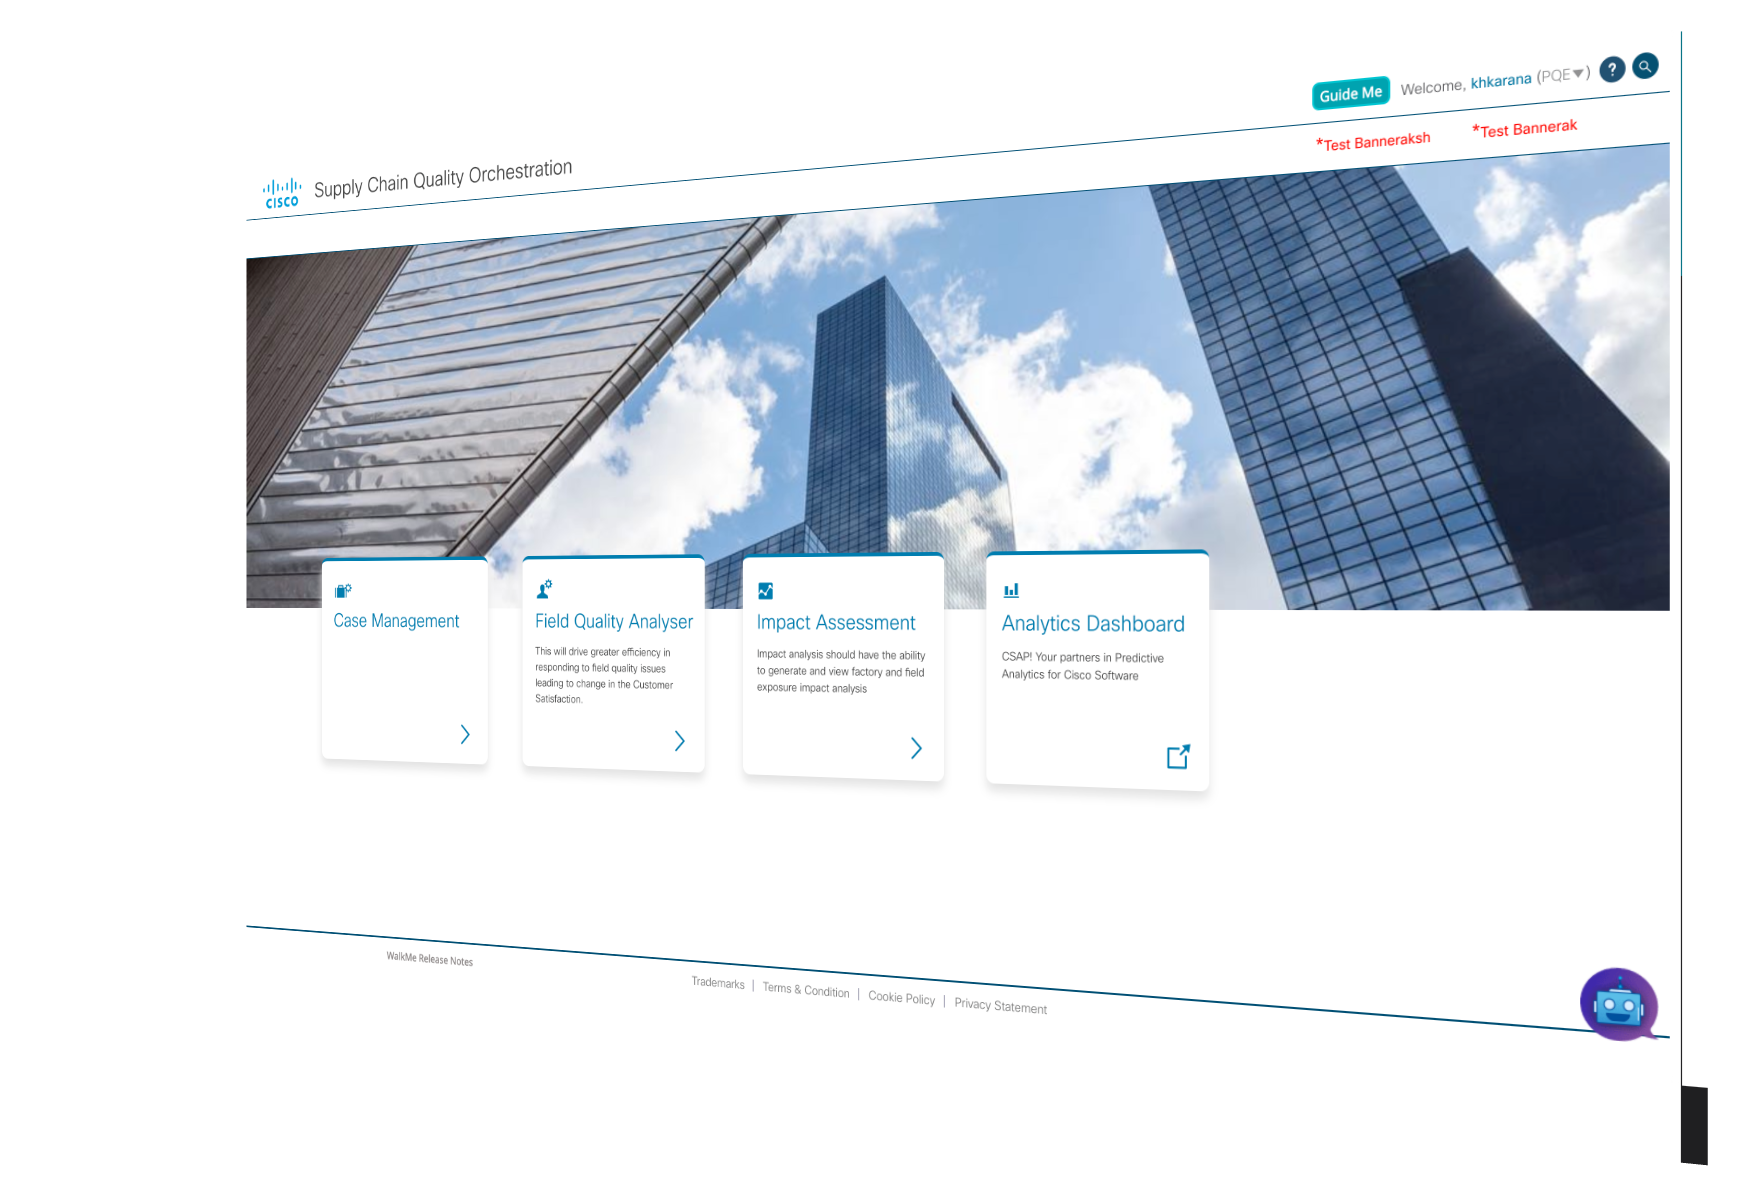 Guide Me Welcome, khkarana (PQE▼) ?
*Test Banneraksh *Test Bannerak
CISCO Supply Chain Quality Orchestration
Case Management
Field Quality Analyser
This will drive greater efficiency in
responding to field quality issues
leading to change in the Customer
Satisfaction.
Impact Assessment
Impact analysis should have the ability
to generate and view factory and field
exposure impact analysis
Analytics Dashboard
CSAP! Your partners in Predictive
Analytics for Cisco Software
WalkMe Release Notes
Trademarks | Terms & Condition | Cookie Policy | Privacy Statement